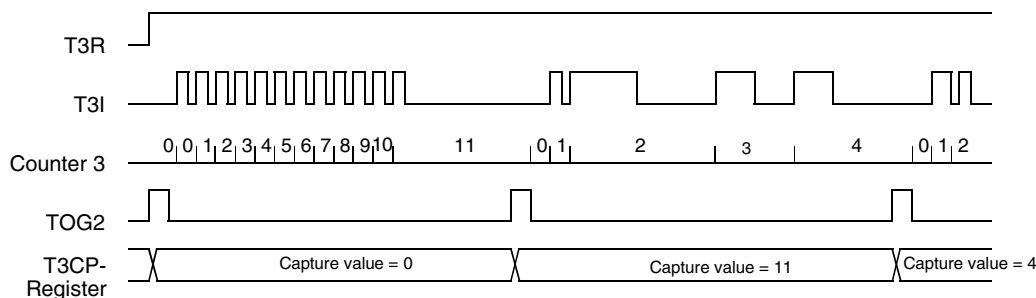 T3R
T3I
Counter 3
0 0 1 2 3 4 5 6 7 8 9 10 11 0 1 2 3 4 0 1 2
TOG2
T3CP-
Register
Capture value = 0 Capture value = 11 Capture value = 4